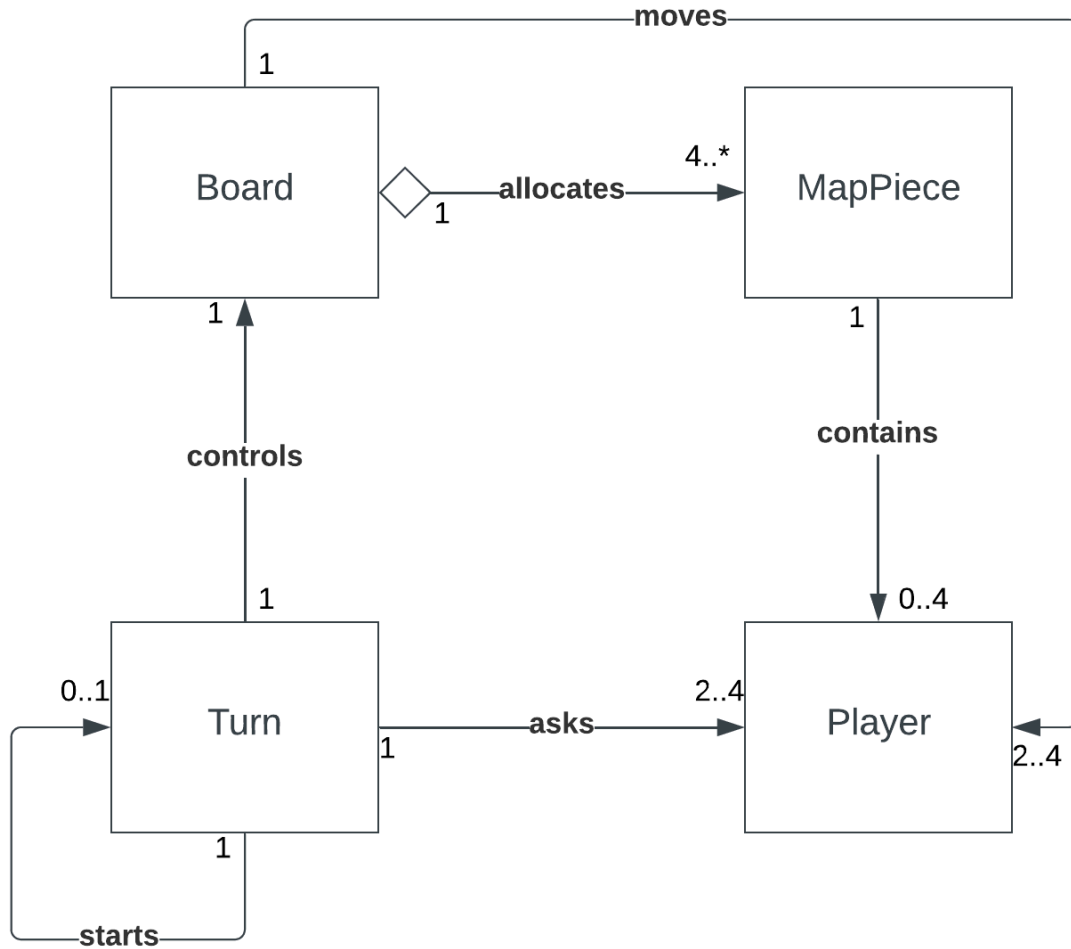 moves
1
Board
1
allocates
4..*
MapPiece
1
1
controls
contains
1
0..4
0..1
Turn
1
asks
2..4
Player
2..4
1
starts